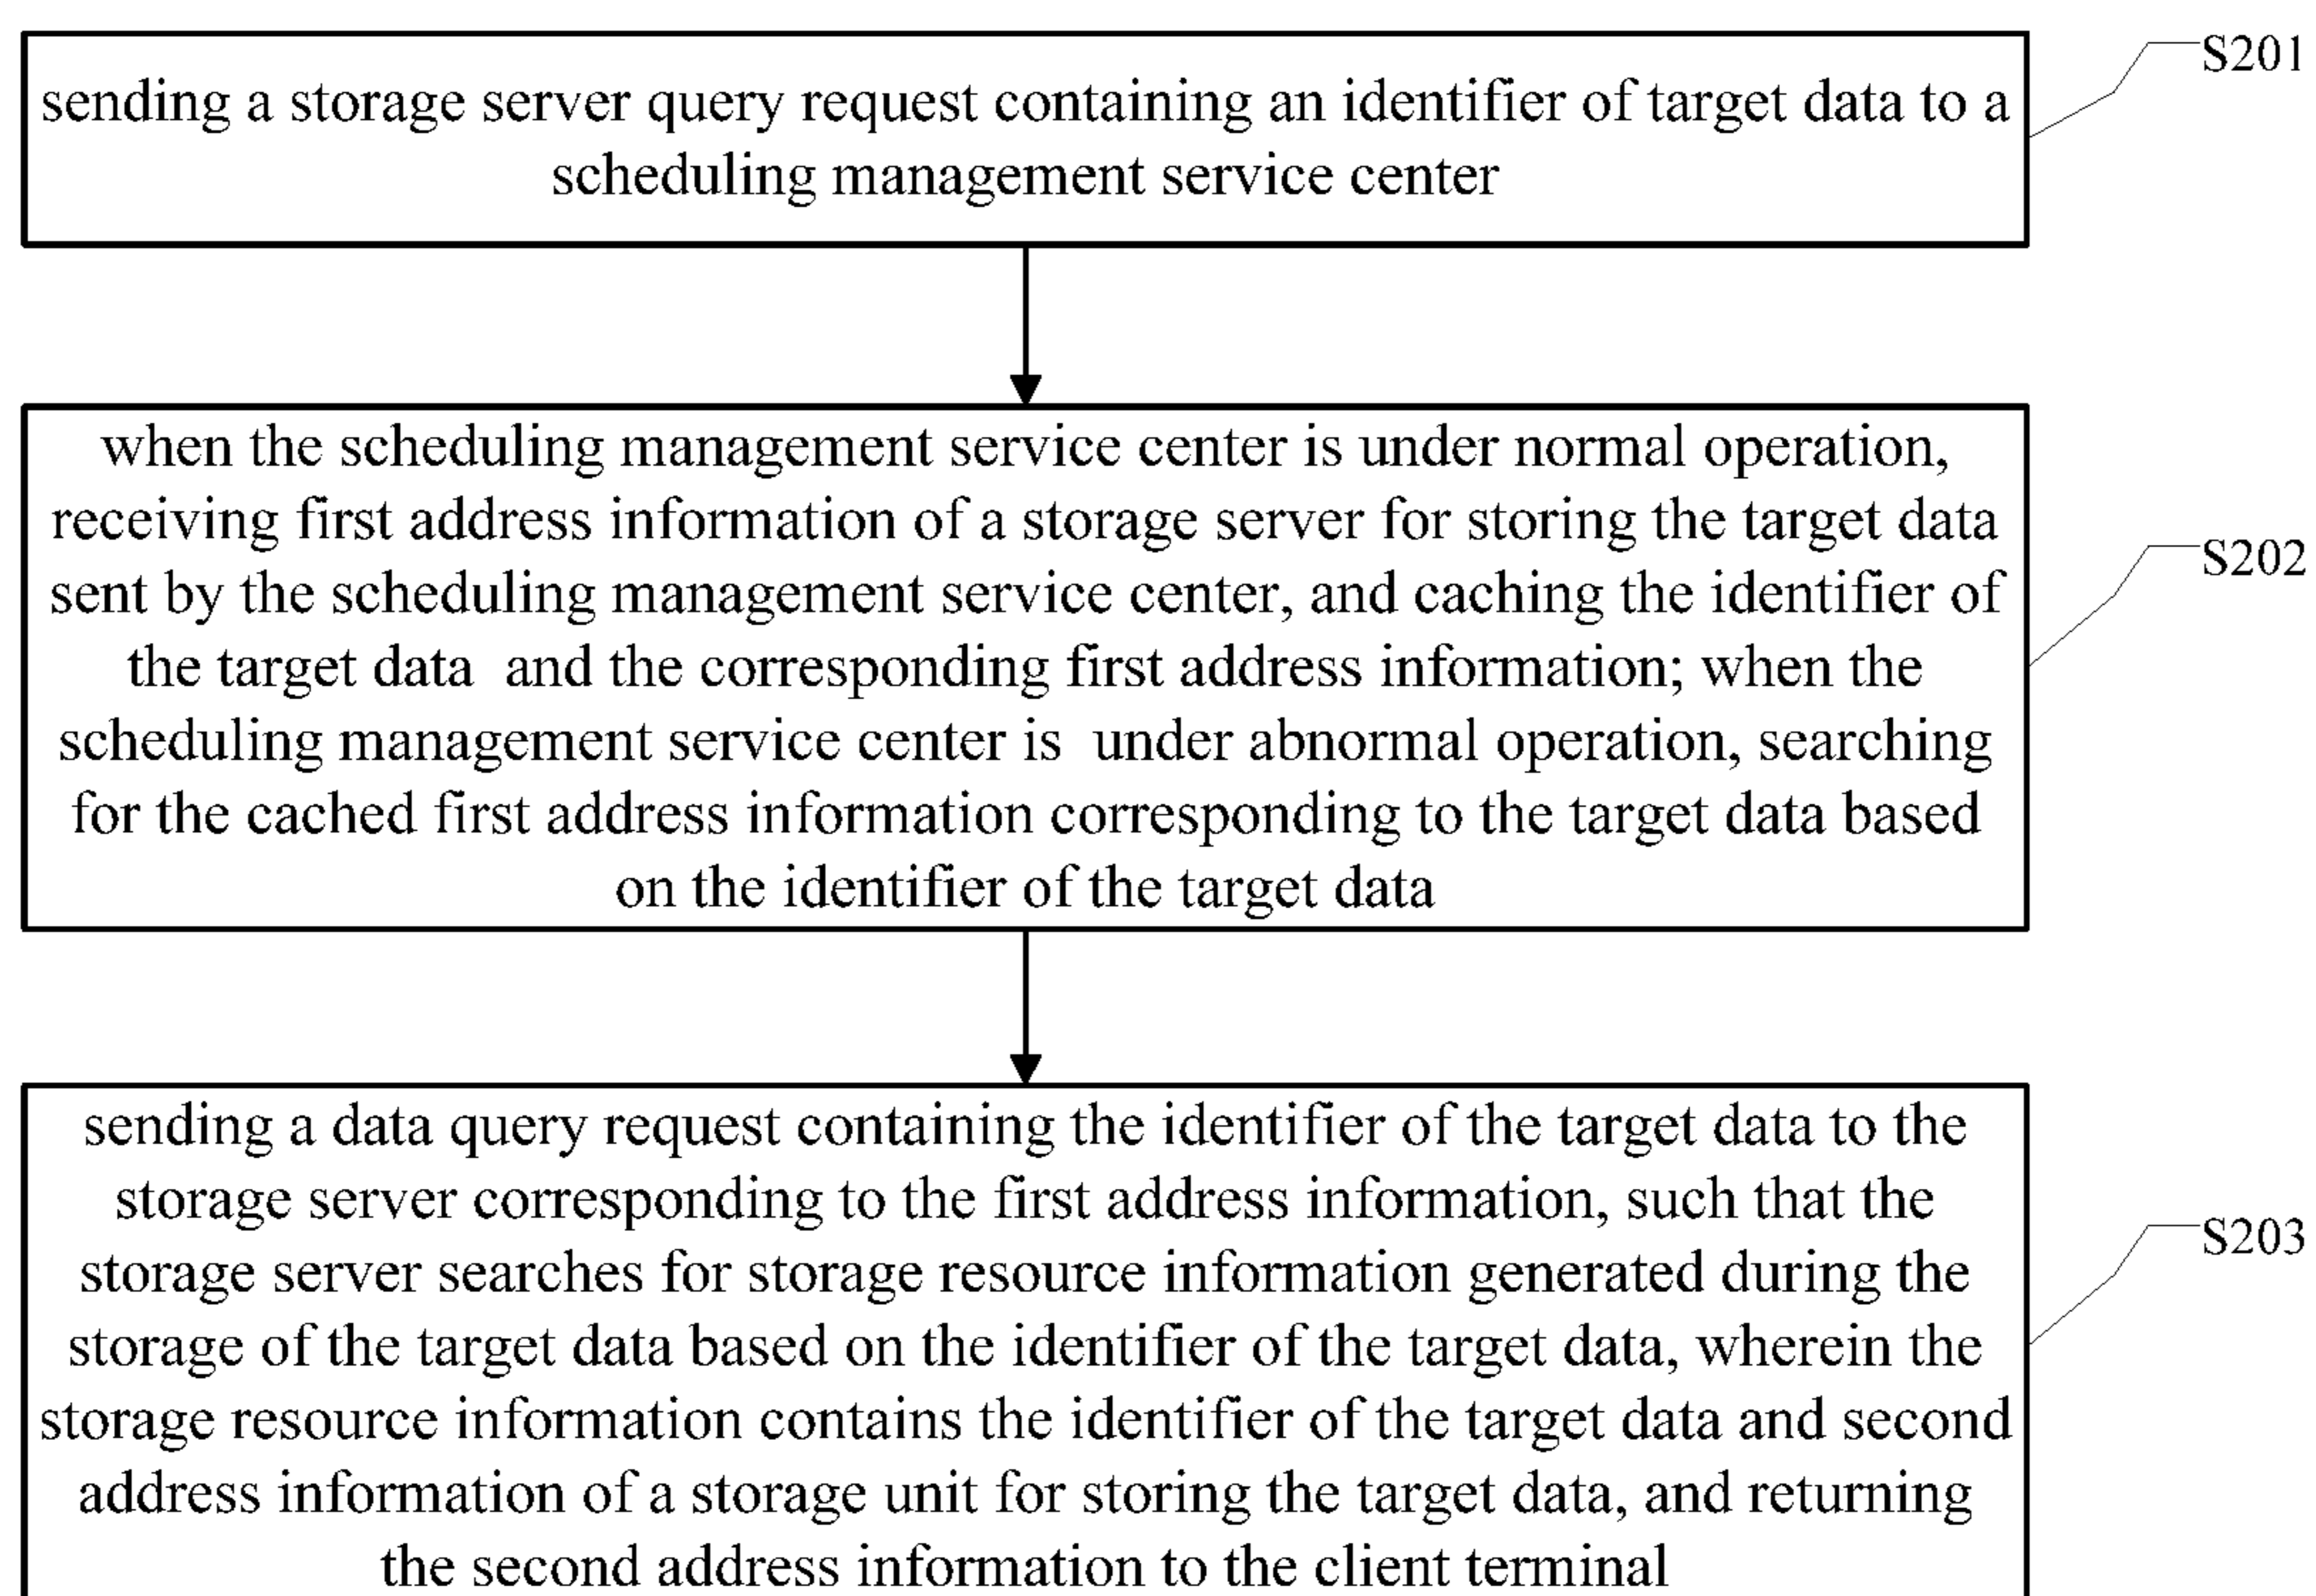 sending a storage server query request containing an identifier of target data to a
scheduling management service center
S201
when the scheduling management service center is under normal operation,
receiving first address information of a storage server for storing the target data
sent by the scheduling management service center, and caching the identifier of
the target data and the corresponding first address information; when the
scheduling management service center is under abnormal operation, searching
for the cached first address information corresponding to the target data based
on the identifier of the target data
S202
sending a data query request containing the identifier of the target data to the
storage server corresponding to the first address information, such that the
storage server searches for storage resource information generated during the
storage of the target data based on the identifier of the target data, wherein the
storage resource information contains the identifier of the target data and second
address information of a storage unit for storing the target data, and returning
the second address information to the client terminal
S203